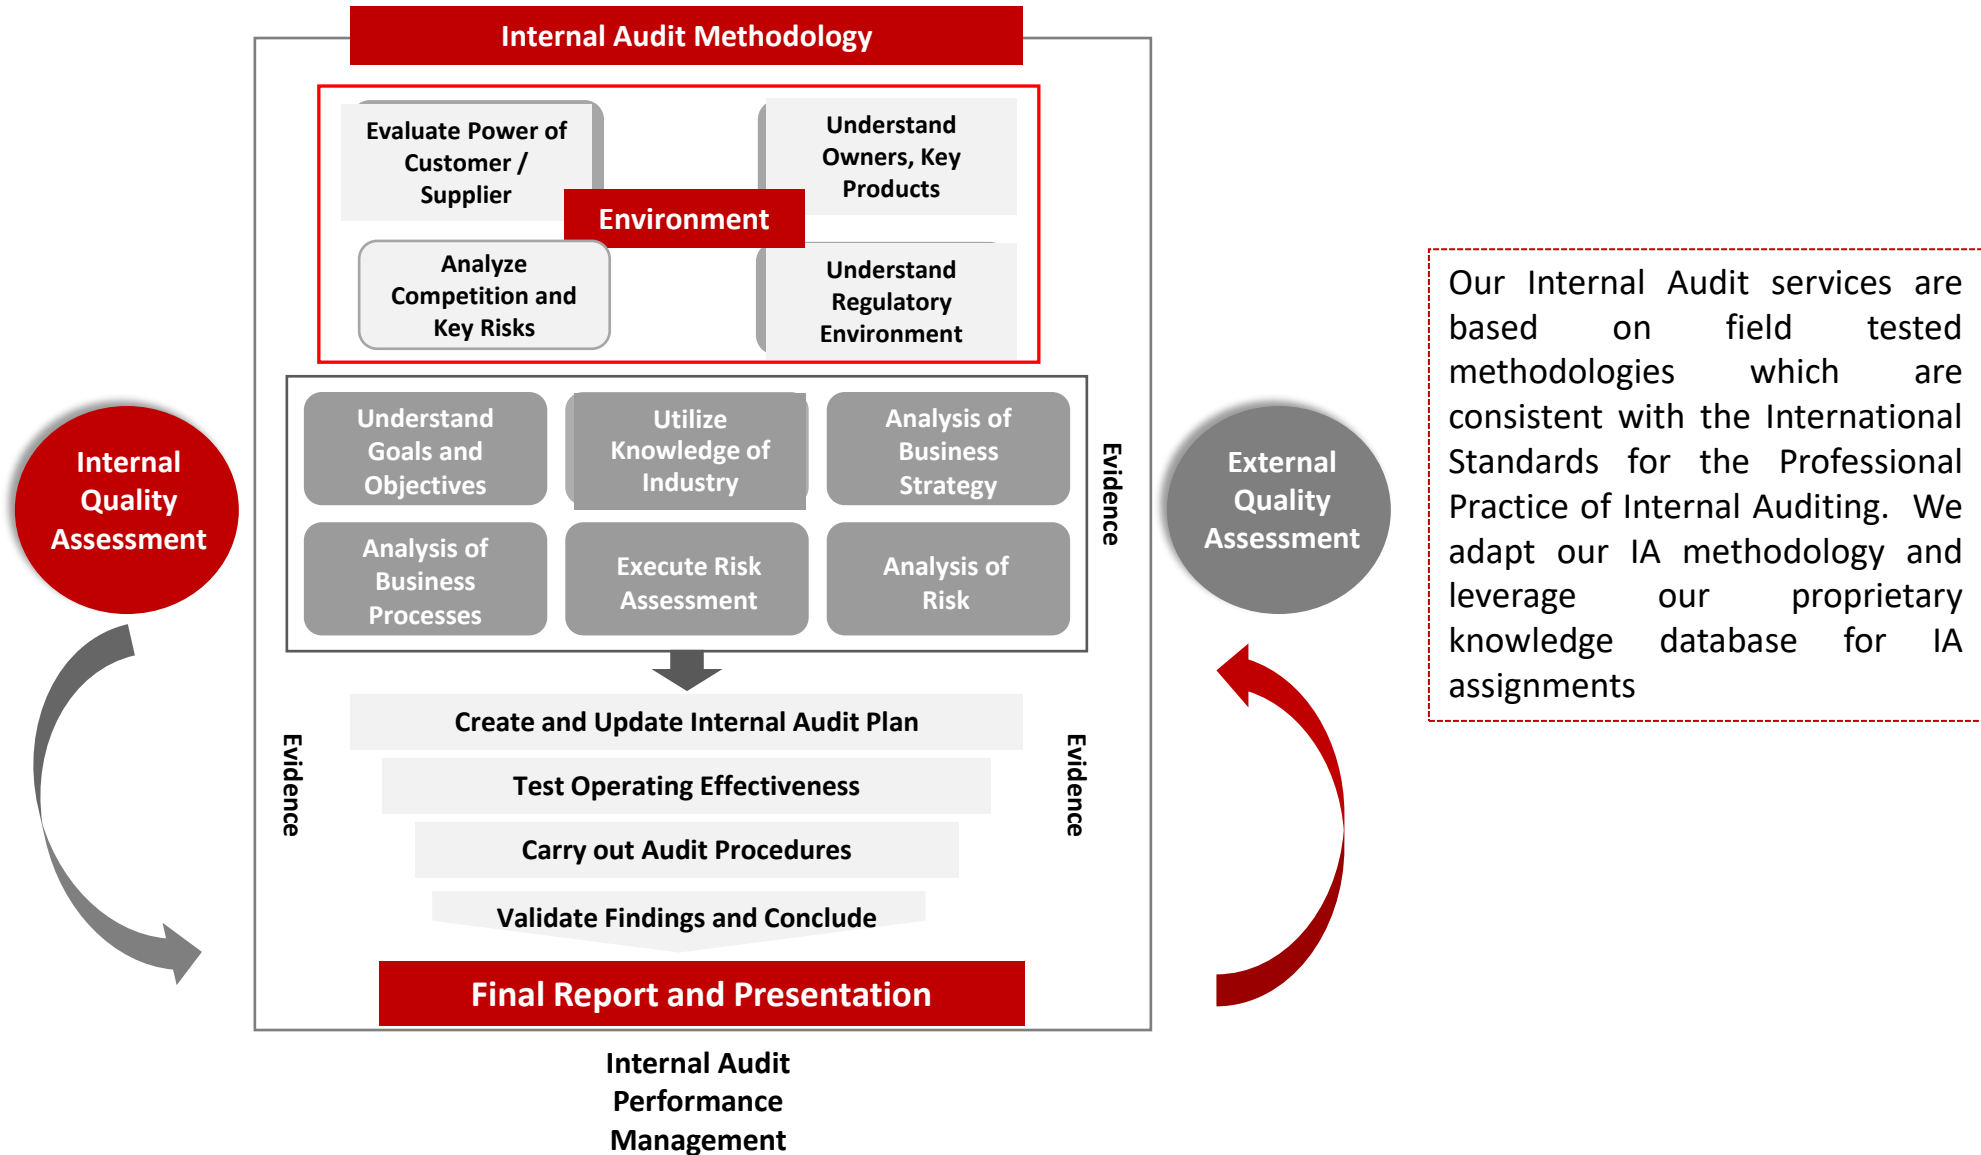 Internal Audit Methodology
Evaluate Power of
Customer /
Supplier
Understand
Owners, Key
Products
Environment
Analyze
Competition and
Key Risks
Understand
Regulatory
Environment
Understand
Goals and
Objectives
Utilize
Knowledge of
Industry
Analysis of
Business
Strategy
Analysis of
Business
Processes
Execute Risk
Assessment
Analysis of
Risk
Evidence
Internal
Quality
Assessment
External
Quality
Assessment
Create and Update Internal Audit Plan
Test Operating Effectiveness
Carry out Audit Procedures
Validate Findings and Conclude
Evidence
Evidence
Final Report and Presentation
Internal Audit
Performance
Management
Our Internal Audit services are
based on field tested
methodologies which are
consistent with the International
Standards for the Professional
Practice of Internal Auditing. We
adapt our IA methodology and
leverage our proprietary
knowledge database for IA
assignments